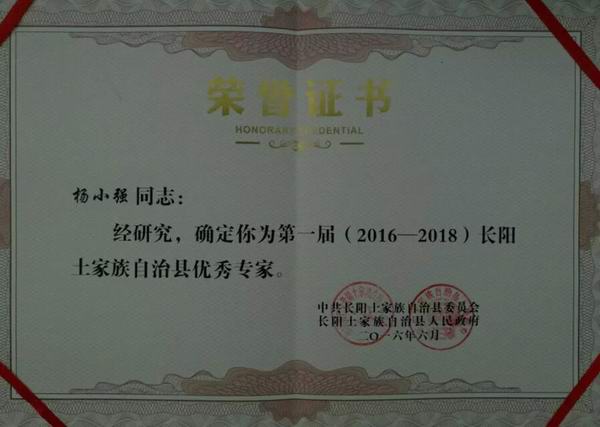 荣誉证书
HONORARY CREDENTIAL
杨小强同志：
经研究，确定你为第一届（2016—2018）长阳
土家族自治县优秀专家。
中共长阳土家族自治县委员会
长阳土家族自治县人民政府
二〇一六年六月